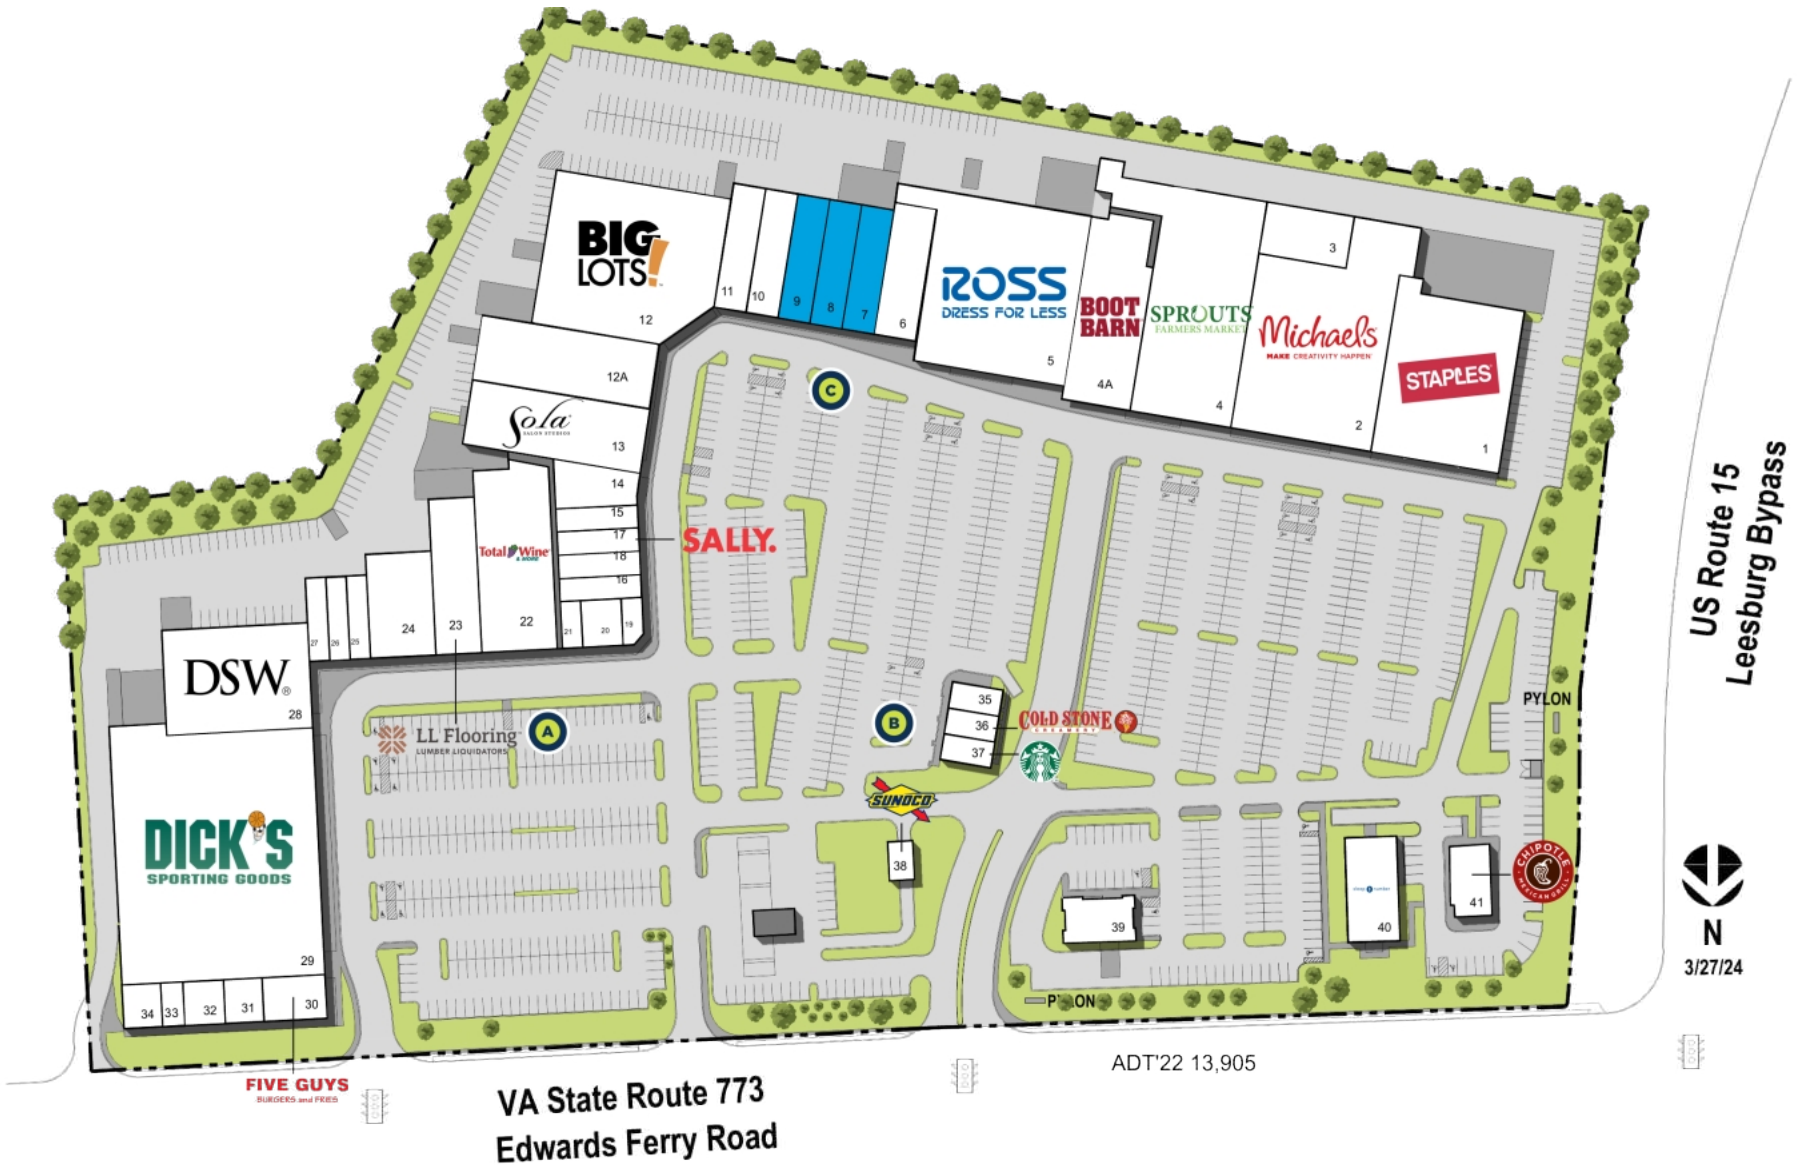 BIG
LOTS!
12
11
10
9
8
7
6
ROSS
DRESS FOR LESS
5
BOOT
BARN
4A
SPROUTS
FARMERS MARKET
4
3
Michaels
MAKE CREATIVITY HAPPEN
2
STAPLES
1
12A
Sola
SALON STUDIOS
13
14
15
17
18
16
SALLY.
21
20
19
Total Wine
& MORE
22
23
24
25
26
27
DSW
28
LL Flooring
LUMBER LIQUIDATORS
A
B
C
DICK'S
SPORTING GOODS
29
30
31
32
33
34
FIVE GUYS
BURGERS and FRIES
35
36
37
COLD STONE
CREAMERY
SUNOCO
38
39
40
41
CHIPOTLE
MEXICAN GRILL
PYLON
PYLON
US Route 15
Leesburg Bypass
N
3/27/24
ADT'22 13,905
VA State Route 773
Edwards Ferry Road